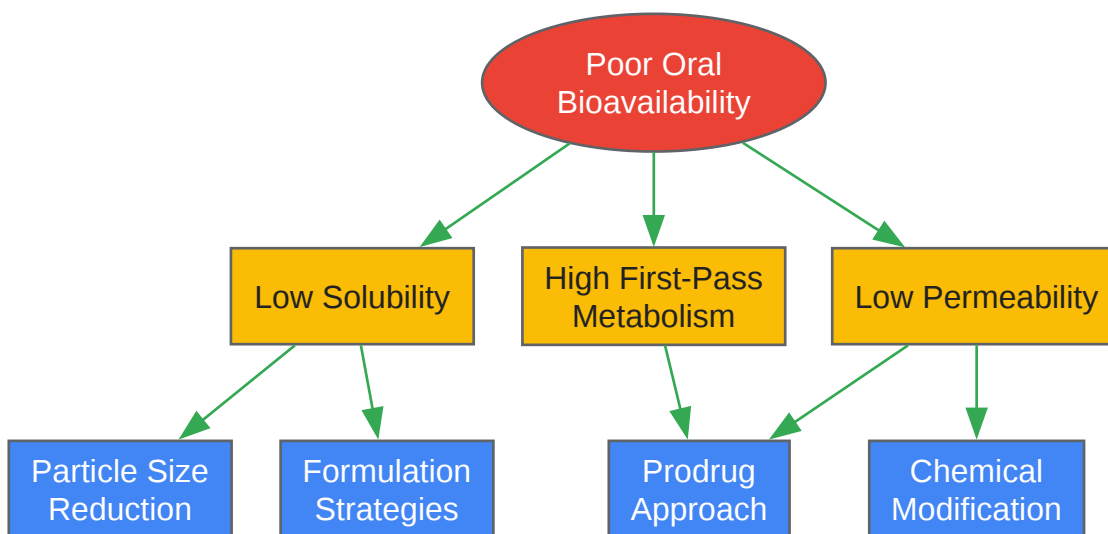 Poor Oral
Bioavailability
Low Solubility
High First-Pass
Metabolism
Low Permeability
Particle Size
Reduction
Formulation
Strategies
Prodrug
Approach
Chemical
Modification